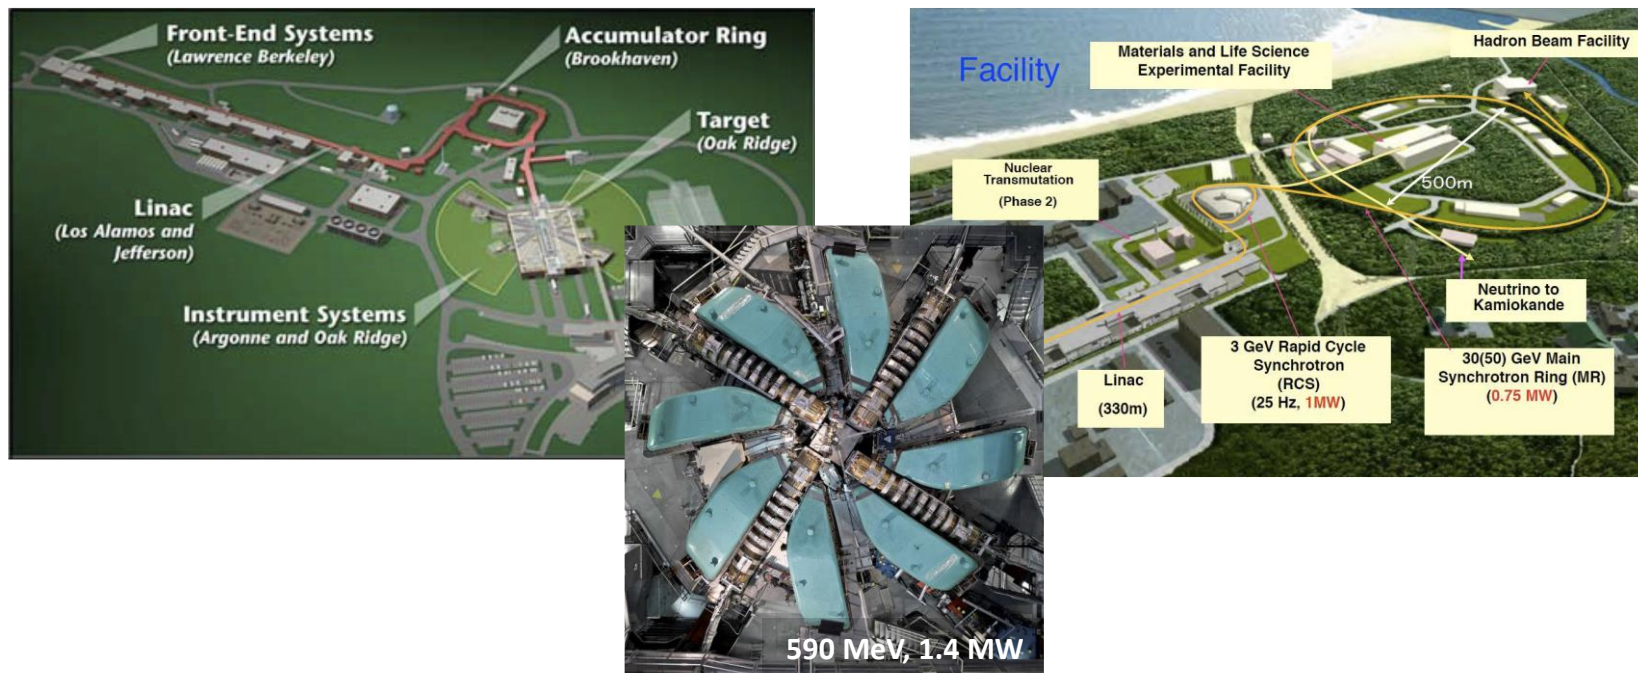 Front-End Systems
(Lawrence Berkeley)
Accumulator Ring
(Brookhaven)
Target
(Oak Ridge)
Linac
(Los Alamos and
Jefferson)
Instrument Systems
(Argonne and Oak Ridge)
Facility
Materials and Life Science
Experimental Facility
Hadron Beam Facility
Nuclear
Transmutation
(Phase 2)
500m
Neutrino to
Kamiokande
3 GeV Rapid Cycle
Synchrotron
(RCS)
(25 Hz, 1MW)
30(50) GeV Main
Synchrotron Ring (MR)
(0.75 MW)
Linac
(330m)
590 MeV, 1.4 MW